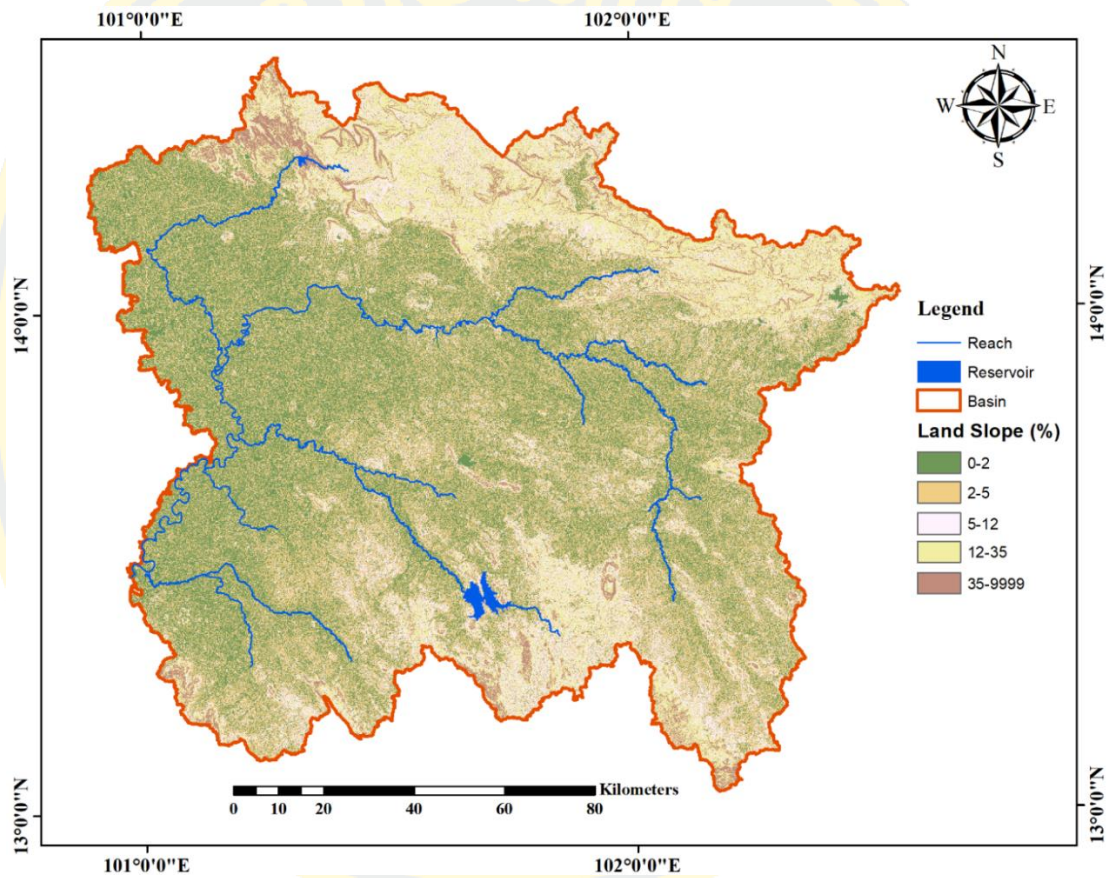 101°0'0"E 102°0'0"E
N
W E
S
14°0'0"N 14°0'0"N
Legend
Reach
Reservoir
Basin
Land Slope (%)
0-2
2-5
5-12
12-35
35-9999
Kilometers
0 10 20 40 60 80
13°0'0"N 13°0'0"N
101°0'0"E 102°0'0"E